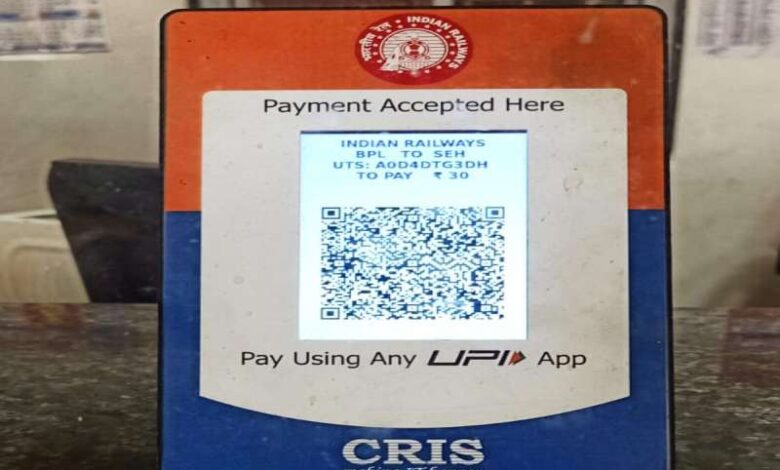 भारतीय रेल • INDIAN RAILWAYS
Payment Accepted Here
INDIAN RAILWAYS
BPL TO SEH
UTS: A0D4DTG3DH
TO PAY ₹ 30
Pay Using Any UPI App
CRIS